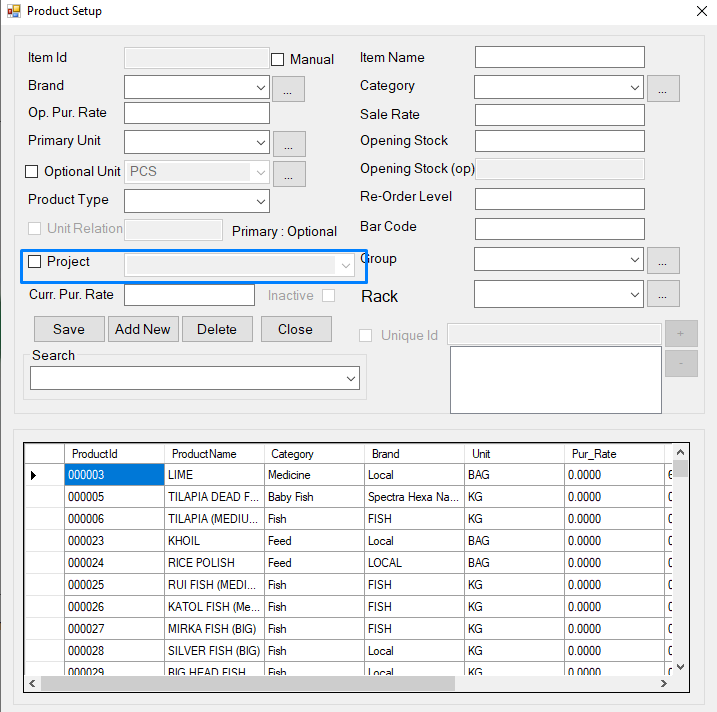 Product Setup
Item Id Manual Item Name
Brand ... Category ...
Op. Pur. Rate Sale Rate
Primary Unit ... Opening Stock
Optional Unit PCS ... Opening Stock (op)
Product Type Re-Order Level
Unit Relation Primary : Optional Bar Code
Project Group ...
Curr. Pur. Rate Inactive Rack ...
Save Add New Delete Close Unique Id +
Search -
ProductId ProductName Category Brand Unit Pur_Rate
000003 LIME Medicine Local BAG 0.0000
000005 TILAPIA DEAD F... Baby Fish Spectra Hexa Na... KG 0.0000
000006 TILAPIA (MEDIU... Fish FISH KG 0.0000
000023 KHOIL Feed Local BAG 0.0000
000024 RICE POLISH Feed LOCAL BAG 0.0000
000025 RUI FISH (MEDI... Fish FISH KG 0.0000
000026 KATOL FISH (Me... Fish FISH KG 0.0000
000027 MIRKA FISH (BIG) Fish FISH KG 0.0000
000028 SILVER FISH (BIG) Fish Local KG 0.0000
000029 BIG HEAD FISH Fish Local KG 0.0000